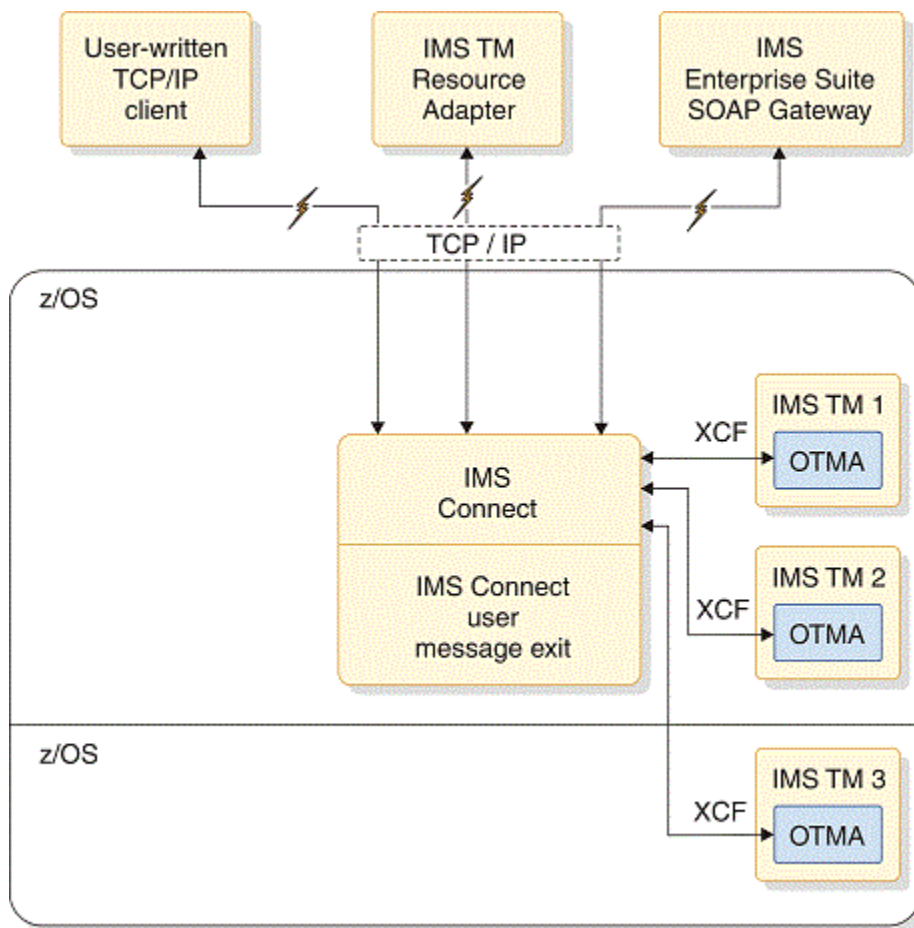 User-written
TCP/IP
client
IMS TM
Resource
Adapter
IMS
Enterprise Suite
SOAP Gateway
TCP / IP
z/OS
IMS TM 1
XCF
OTMA
IMS
Connect
IMS TM 2
IMS Connect
user
message exit
XCF
OTMA
z/OS
IMS TM 3
XCF
OTMA